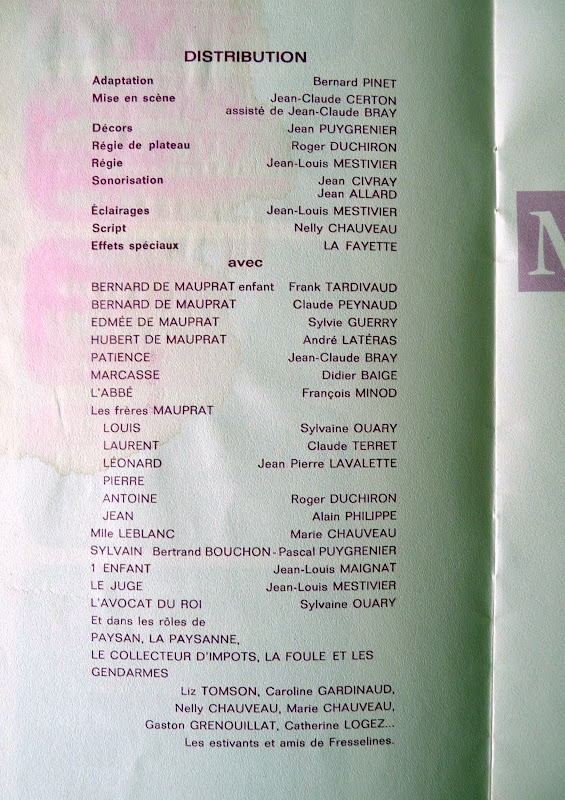 DISTRIBUTION
Adaptation Bernard PINET
Mise en scène Jean-Claude CERTON
assisté de Jean-Claude BRAY
Décors Jean PUYGRENIER
Régie de plateau Roger DUCHIRON
Régie Jean-Louis MESTIVIER
Sonorisation Jean CIVRAY
Jean ALLARD
Éclairages Jean-Louis MESTIVIER
Script Nelly CHAUVEAU
Effets spéciaux LA FAYETTE
avec
BERNARD DE MAUPRAT enfant Frank TARDIVAUD
BERNARD DE MAUPRAT Claude PEYNAUD
EDMÉE DE MAUPRAT Sylvie GUERRY
HUBERT DE MAUPRAT André LATÉRAS
PATIENCE Jean-Claude BRAY
MARCASSE Didier BAIGE
L'ABBÉ François MINOD
Les frères MAUPRAT
LOUIS Sylvaine OUARY
LAURENT Claude TERRET
LÉONARD Jean Pierre LAVALETTE
PIERRE
ANTOINE Roger DUCHIRON
JEAN Alain PHILIPPE
Mlle LEBLANC Marie CHAUVEAU
SYLVAIN Bertrand BOUCHON - Pascal PUYGRENIER
1 ENFANT Jean-Louis MAIGNAT
LE JUGE Jean-Louis MESTIVIER
L'AVOCAT DU ROI Sylvaine OUARY
Et dans les rôles de
PAYSAN, LA PAYSANNE,
LE COLLECTEUR D'IMPOTS, LA FOULE ET LES
GENDARMES
Liz TOMSON, Caroline GARDINAUD,
Nelly CHAUVEAU, Marie CHAUVEAU,
Gaston GRENOUILLAT, Catherine LOGEZ...
Les estivants et amis de Fresselines.
M